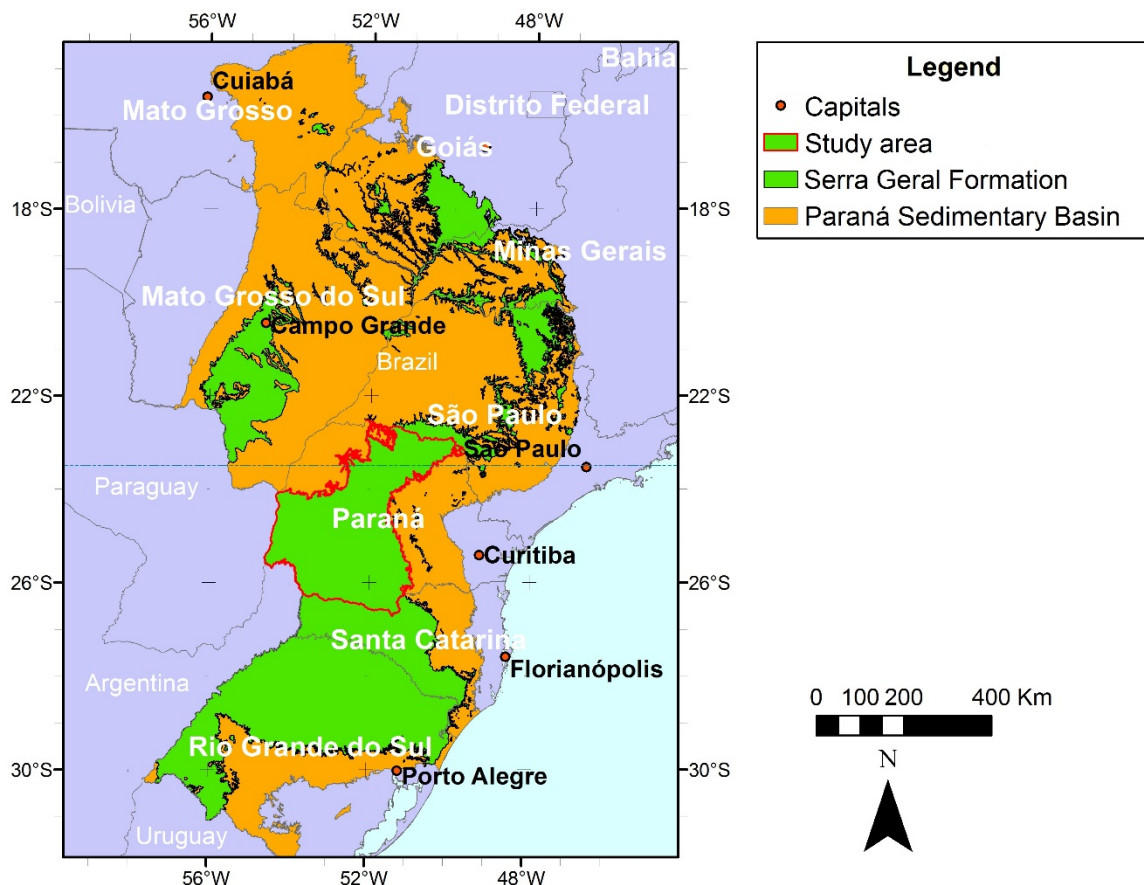 56°W 52°W 48°W
Bahia
Cuiabá
Mato Grosso
Distrito Federal
Goiás
18°S 18°S
Bolivia
Minas Gerais
Mato Grosso do Sul
Campo Grande
Brazil
22°S 22°S
São Paulo
São Paulo
Paraguay
Paraná
Curitiba
26°S 26°S
Santa Catarina
Florianópolis
Argentina
Rio Grande do Sul
30°S 30°S
Porto Alegre
Uruguay
56°W 52°W 48°W
Legend
Capitals
Study area
Serra Geral Formation
Paraná Sedimentary Basin
0 100 200 400 Km
N